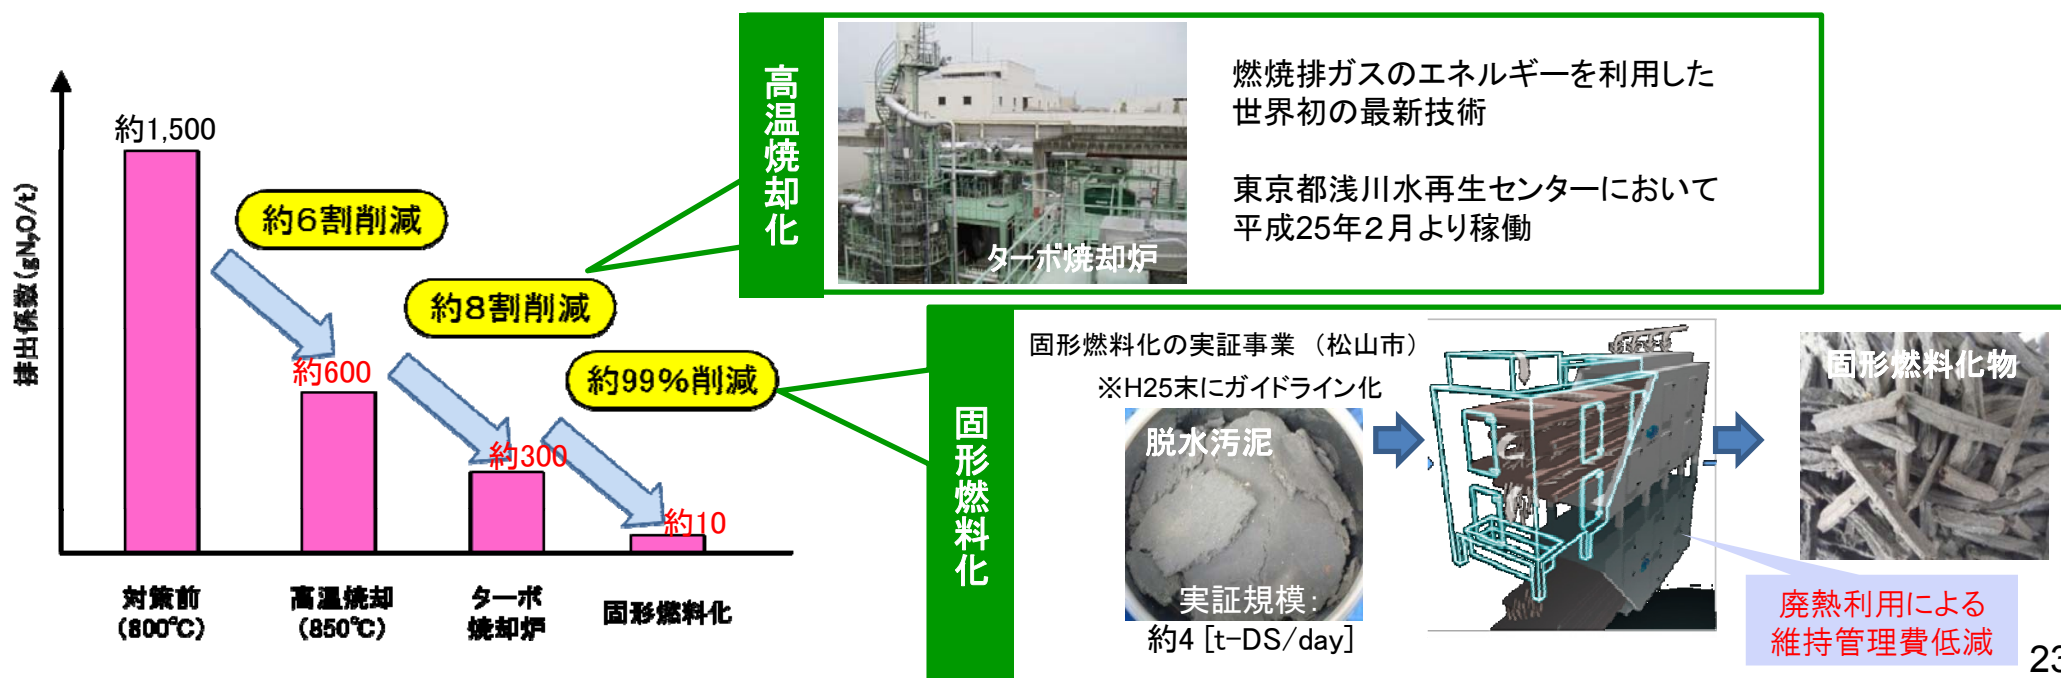 排出係数(gN₂O/t)
約1,500
約6割削減
約600
約8割削減
約300
約99%削減
約10
対策前
(800℃)
高温焼却
(850℃)
ターボ
焼却炉
固形燃料化
高温焼却化
ターボ焼却炉
燃焼排ガスのエネルギーを利用した
世界初の最新技術
東京都浅川水再生センターにおいて
平成25年2月より稼働
固形燃料化
固形燃料化の実証事業 (松山市)
※H25末にガイドライン化
脱水汚泥
実証規模:
約4 [t-DS/day]
固形燃料化物
廃熱利用による
維持管理費低減
23